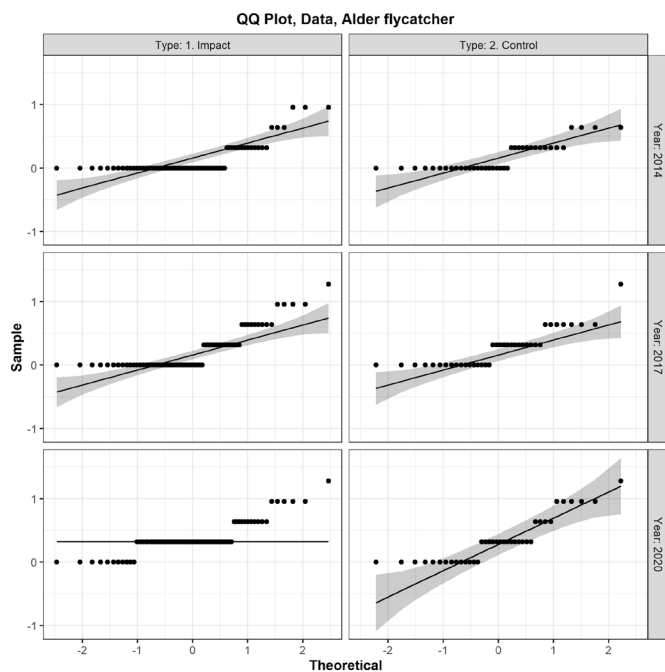 QQ Plot, Data, Alder flycatcher
Type: 1. Impact
Type: 2. Control
1
0
-1
Year: 2014
1
0
-1
Year: 2017
1
0
-1
Year: 2020
Sample
-2 -1 0 1 2
-2 -1 0 1 2
Theoretical